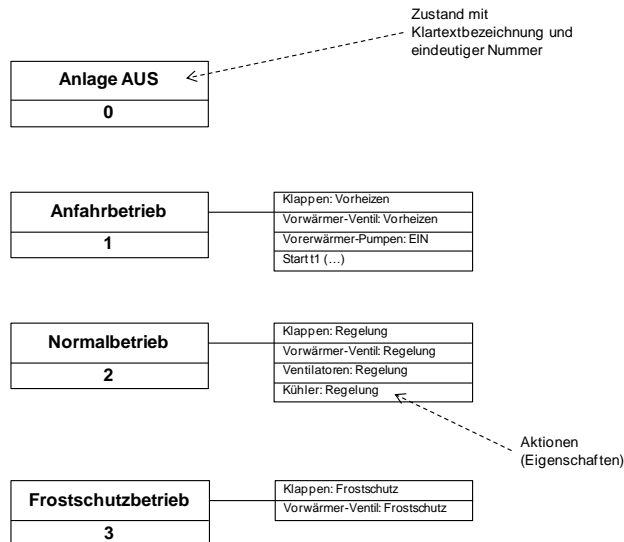 Zustand mit
Klartextbezeichnung und
eindeutiger Nummer
Anlage AUS
0
Anfahrbetrieb
1
Klappen: Vorheizen
Vorwärmer-Ventil: Vorheizen
Vorerwärmer-Pumpen: EIN
Start t1 (…)
Normalbetrieb
2
Klappen: Regelung
Vorwärmer-Ventil: Regelung
Ventilatoren: Regelung
Kühler: Regelung
Aktionen
(Eigenschaften)
Frostschutzbetrieb
3
Klappen: Frostschutz
Vorwärmer-Ventil: Frostschutz